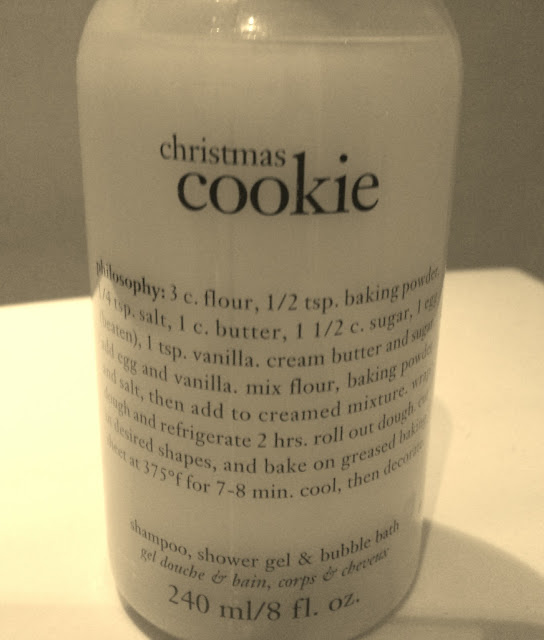 christmas
cookie
philosophy: 3 c. flour, 1/2 tsp. baking powder,
1/4 tsp. salt, 1 c. butter, 1 1/2 c. sugar, 1 egg
(beaten), 1 tsp. vanilla. cream butter and sugar
add egg and vanilla. mix flour, baking powder
and salt, then add to creamed mixture. wrap
dough and refrigerate 2 hrs. roll out dough.
desired shapes, and bake on greased baking
sheet at 375°f for 7-8 min. cool, then decorate.
shampoo, shower gel & bubble bath
gel douche & bain, corps & cheveux
240 ml/8 fl. oz.